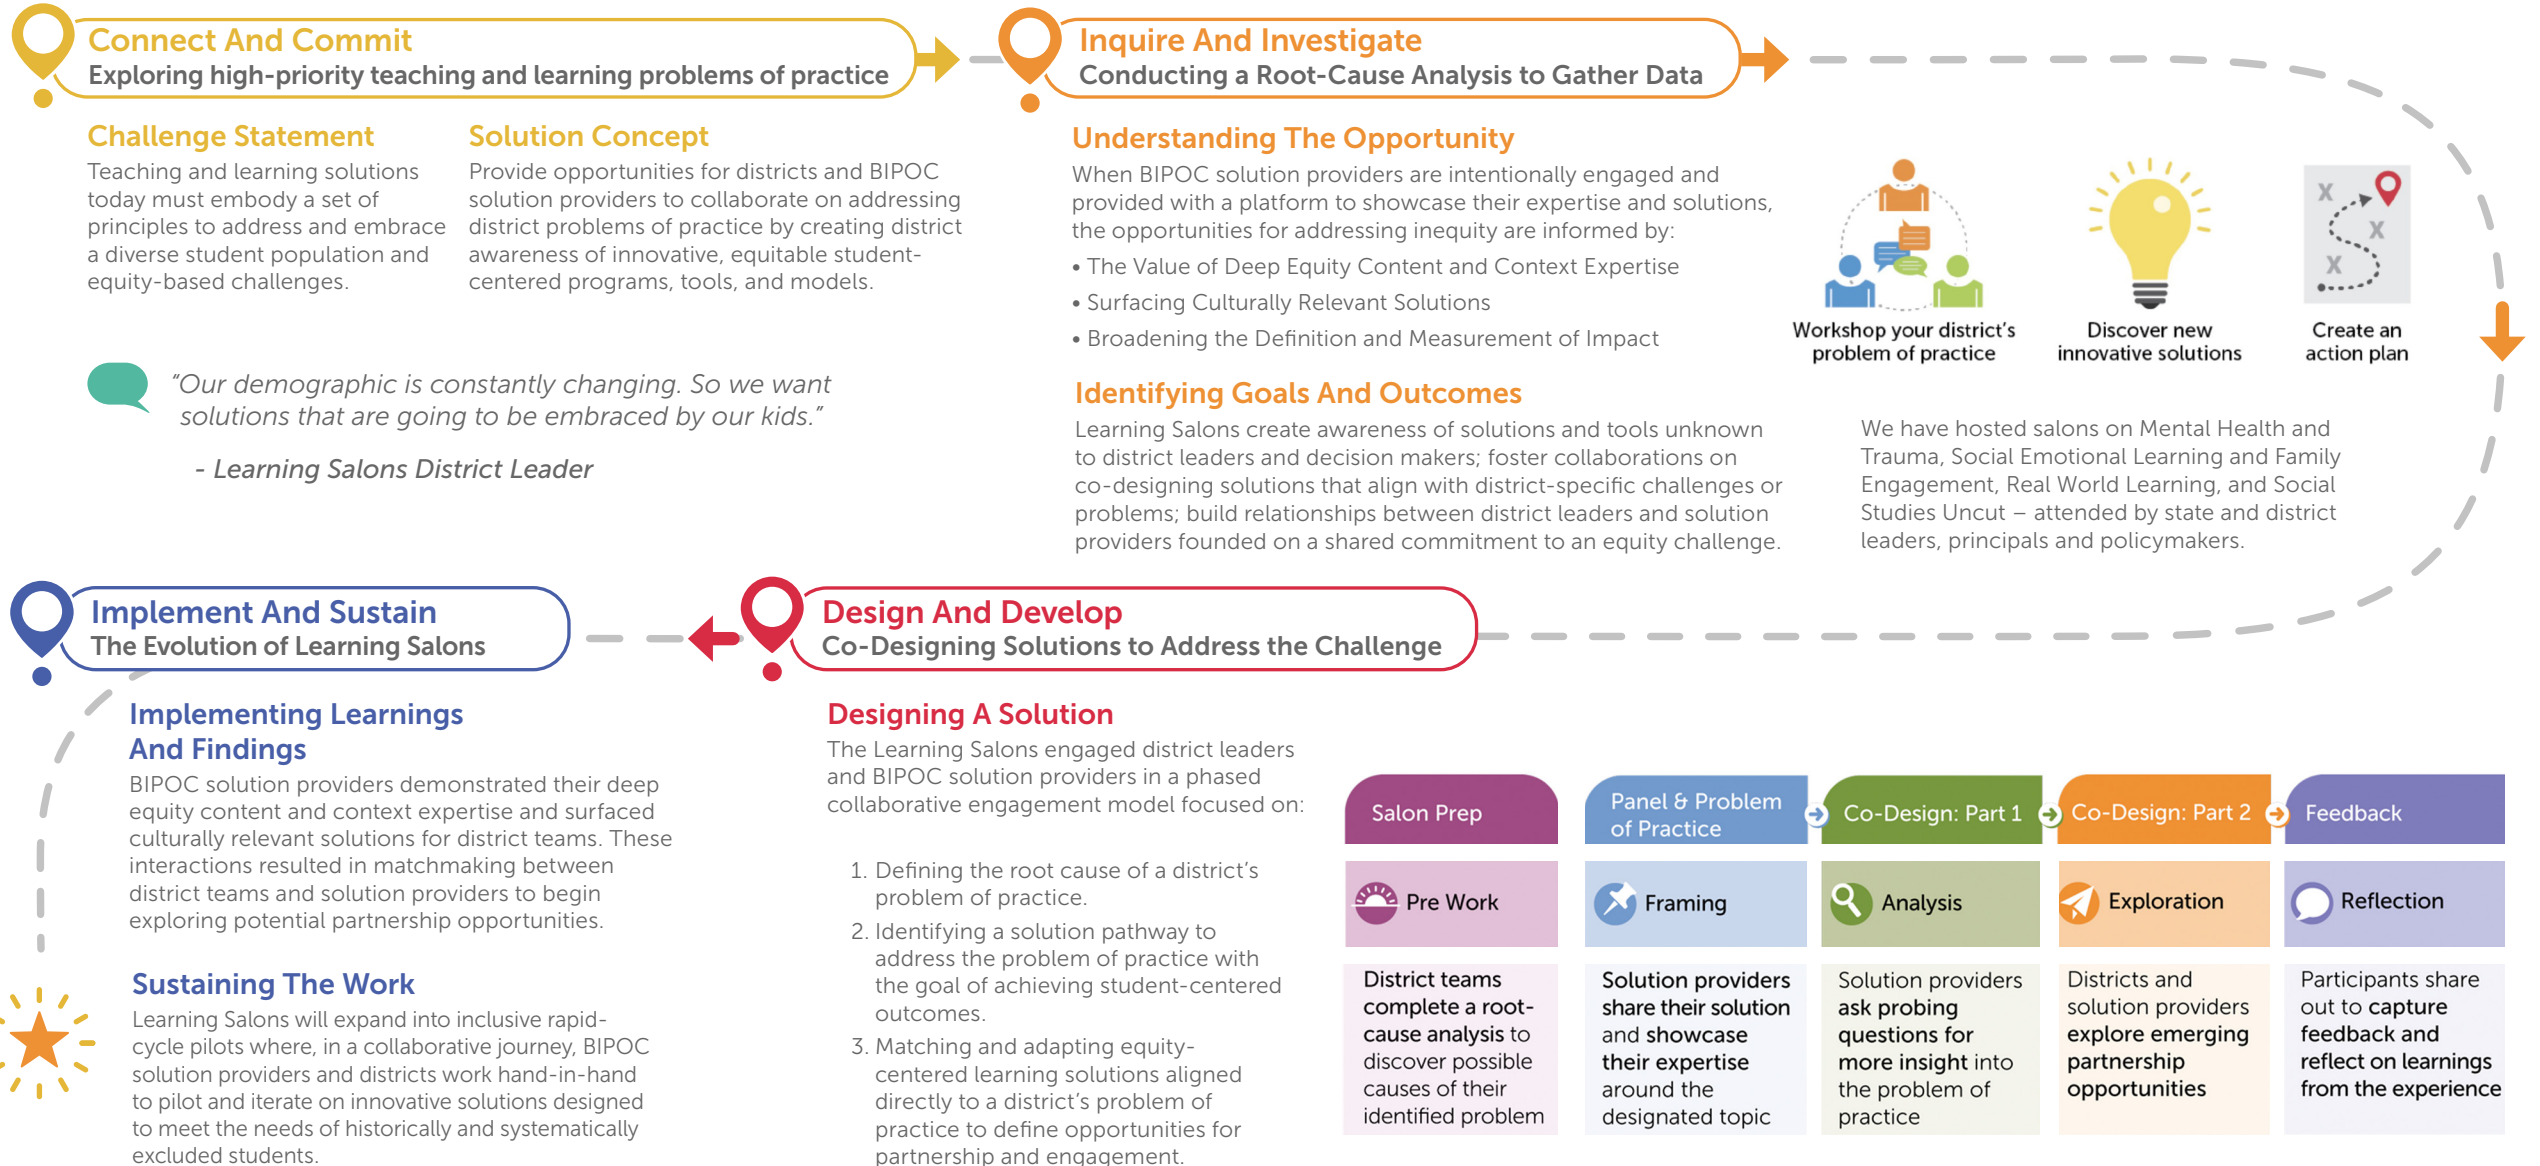 Connect And Commit
Exploring high-priority teaching and learning problems of practice
Challenge Statement
Teaching and learning solutions
today must embody a set of
principles to address and embrace
a diverse student population and
equity-based challenges.
Solution Concept
Provide opportunities for districts and BIPOC
solution providers to collaborate on addressing
district problems of practice by creating district
awareness of innovative, equitable student-
centered programs, tools, and models.
"Our demographic is constantly changing. So we want
solutions that are going to be embraced by our kids."
- Learning Salons District Leader
Inquire And Investigate
Conducting a Root-Cause Analysis to Gather Data
Understanding The Opportunity
When BIPOC solution providers are intentionally engaged and
provided with a platform to showcase their expertise and solutions,
the opportunities for addressing inequity are informed by:
• The Value of Deep Equity Content and Context Expertise
• Surfacing Culturally Relevant Solutions
• Broadening the Definition and Measurement of Impact
Identifying Goals And Outcomes
Learning Salons create awareness of solutions and tools unknown
to district leaders and decision makers; foster collaborations on
co-designing solutions that align with district-specific challenges or
problems; build relationships between district leaders and solution
providers founded on a shared commitment to an equity challenge.
Workshop your district's
problem of practice
Discover new
innovative solutions
X
X
X
Create an
action plan
We have hosted salons on Mental Health and
Trauma, Social Emotional Learning and Family
Engagement, Real World Learning, and Social
Studies Uncut – attended by state and district
leaders, principals and policymakers.
Design And Develop
Co-Designing Solutions to Address the Challenge
Designing A Solution
The Learning Salons engaged district leaders
and BIPOC solution providers in a phased
collaborative engagement model focused on:
1. Defining the root cause of a district's
problem of practice.
2. Identifying a solution pathway to
address the problem of practice with
the goal of achieving student-centered
outcomes.
3. Matching and adapting equity-
centered learning solutions aligned
directly to a district's problem of
practice to define opportunities for
partnership and engagement.
Salon Prep
Pre Work
District teams
complete a root-
cause analysis to
discover possible
causes of their
identified problem
Panel & Problem
of Practice
Framing
Solution providers
share their solution
and showcase
their expertise
around the
designated topic
Co-Design: Part 1
Analysis
Solution providers
ask probing
questions for
more insight into
the problem of
practice
Co-Design: Part 2
Exploration
Districts and
solution providers
explore emerging
partnership
opportunities
Feedback
Reflection
Participants share
out to capture
feedback and
reflect on learnings
from the experience
Implement And Sustain
The Evolution of Learning Salons
Implementing Learnings
And Findings
BIPOC solution providers demonstrated their deep
equity content and context expertise and surfaced
culturally relevant solutions for district teams. These
interactions resulted in matchmaking between
district teams and solution providers to begin
exploring potential partnership opportunities.
Sustaining The Work
Learning Salons will expand into inclusive rapid-
cycle pilots where, in a collaborative journey, BIPOC
solution providers and districts work hand-in-hand
to pilot and iterate on innovative solutions designed
to meet the needs of historically and systematically
excluded students.